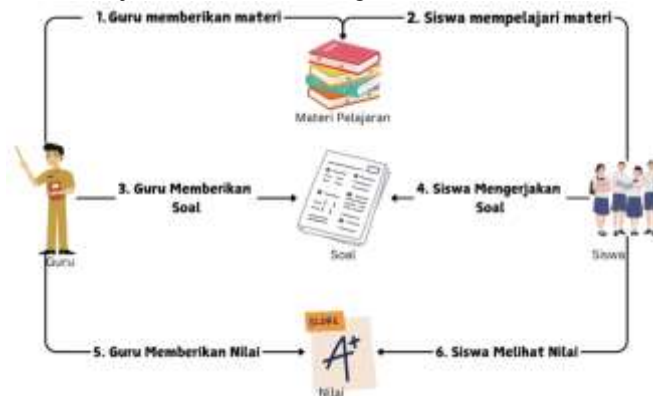 1. Guru memberikan materi
2. Siswa mempelajari materi
Materi Pelajaran
3. Guru Memberikan
Soal
4. Siswa Mengerjakan
Soal
Guru
Soal
Siswa
5. Guru Memberikan Nilai
6. Siswa Melihat Nilai
A+
Nilai